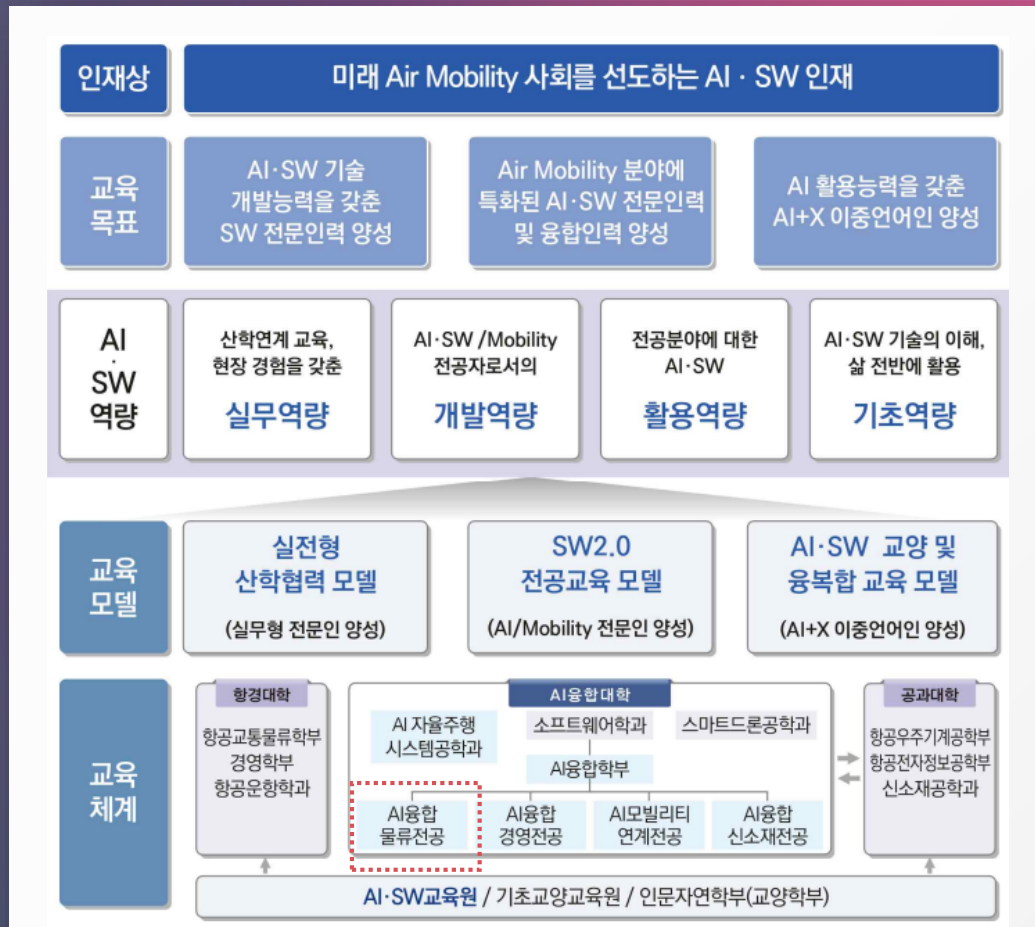 인재상
미래 Air Mobility 사회를 선도하는 AI · SW 인재
교육
목표
AI·SW 기술
개발능력을 갖춘
SW 전문인력 양성
Air Mobility 분야에
특화된 AI·SW 전문인력
및 융합인력 양성
AI 활용능력을 갖춘
AI+X 이중언어인 양성
AI
·
SW
역량
산학연계 교육,
현장 경험을 갖춘
실무역량
AI·SW /Mobility
전공자로서의
개발역량
전공분야에 대한
AI·SW
활용역량
AI·SW 기술의 이해,
삶 전반에 활용
기초역량
교육
모델
실전형
산학협력 모델
(실무형 전문인 양성)
SW2.0
전공교육 모델
(AI/Mobility 전문인 양성)
AI·SW 교양 및
융복합 교육 모델
(AI+X 이중언어인 양성)
교육
체계
항경대학
항공교통물류학부
경영학부
항공운항학과
AI융합대학
AI 자율주행
시스템공학과
소프트웨어학과
스마트드론공학과
AI융합학부
AI융합
물류전공
AI융합
경영전공
AI모빌리티
연계전공
AI융합
신소재전공
공과대학
항공우주기계공학부
항공전자정보공학부
신소재공학과
AI·SW교육원 / 기초교양교육원 / 인문자연학부(교양학부)